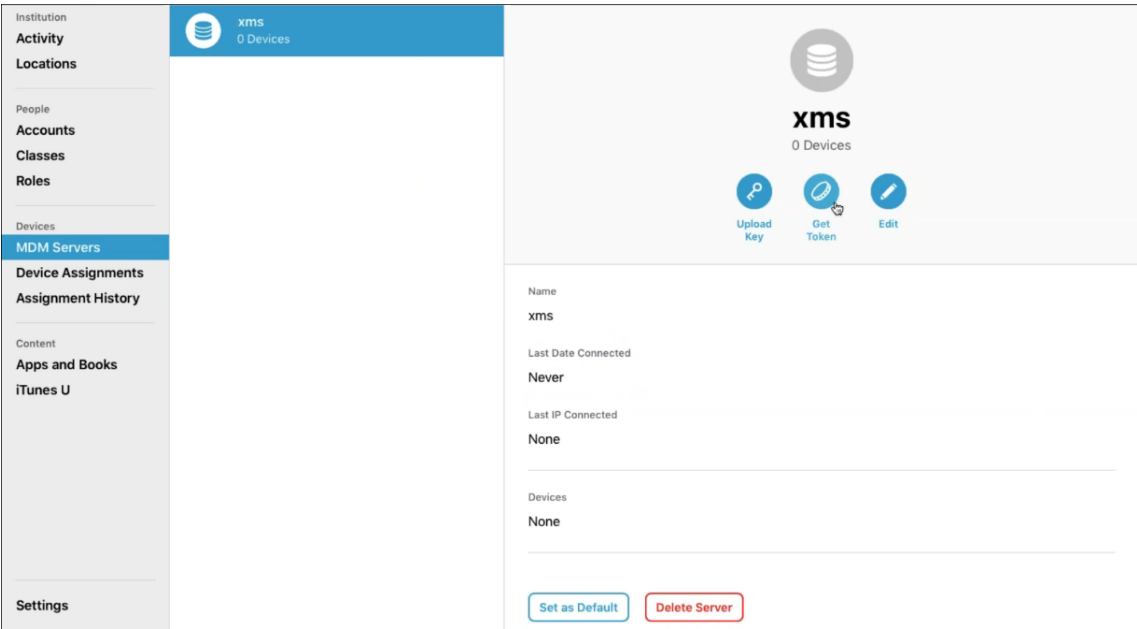 Institution
Activity
Locations
People
Accounts
Classes
Roles
Devices
MDM Servers
Device Assignments
Assignment History
Content
Apps and Books
iTunes U
Settings
xms
0 Devices
xms
0 Devices
Upload
Key
Get
Token
Edit
Name
xms
Last Date Connected
Never
Last IP Connected
None
Devices
None
Set as Default
Delete Server